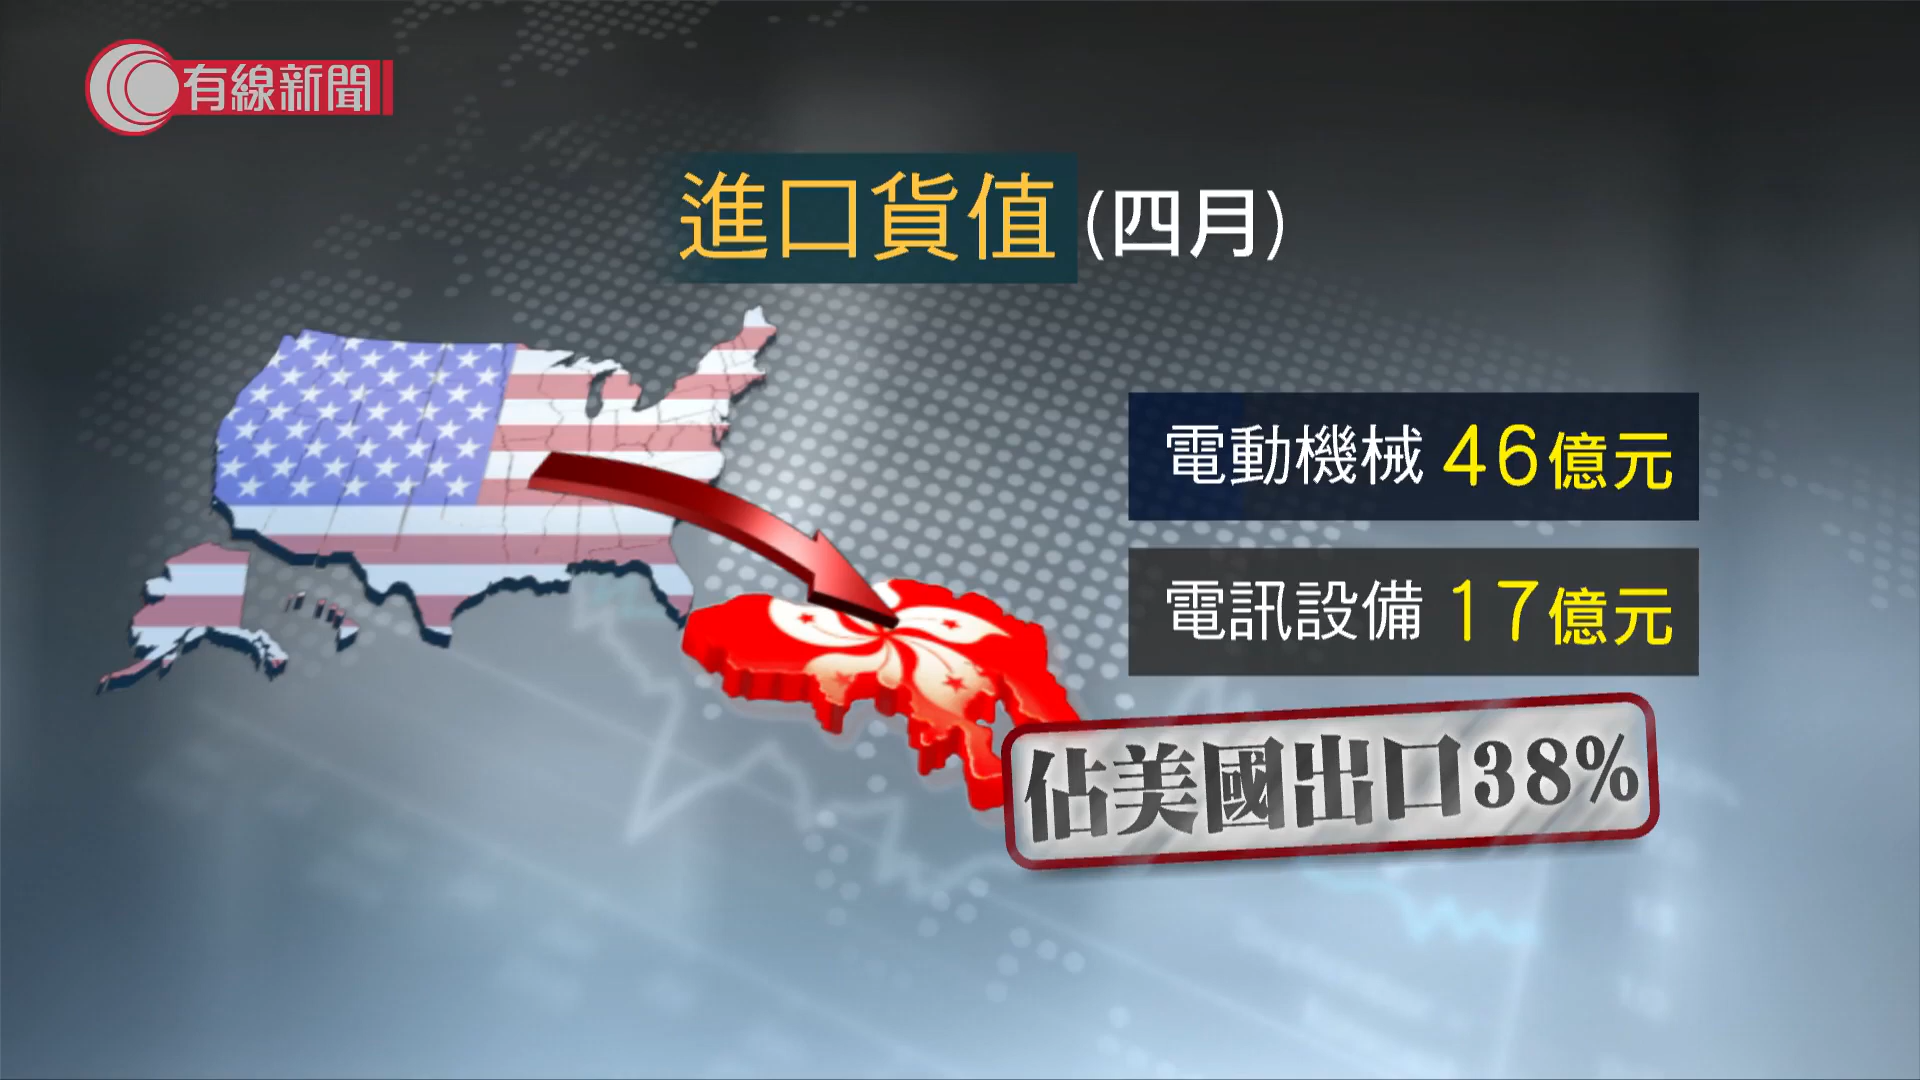 有線新聞
進口貨值 (四月)
電動機械 46億元
電訊設備 17億元
佔美國出口38%